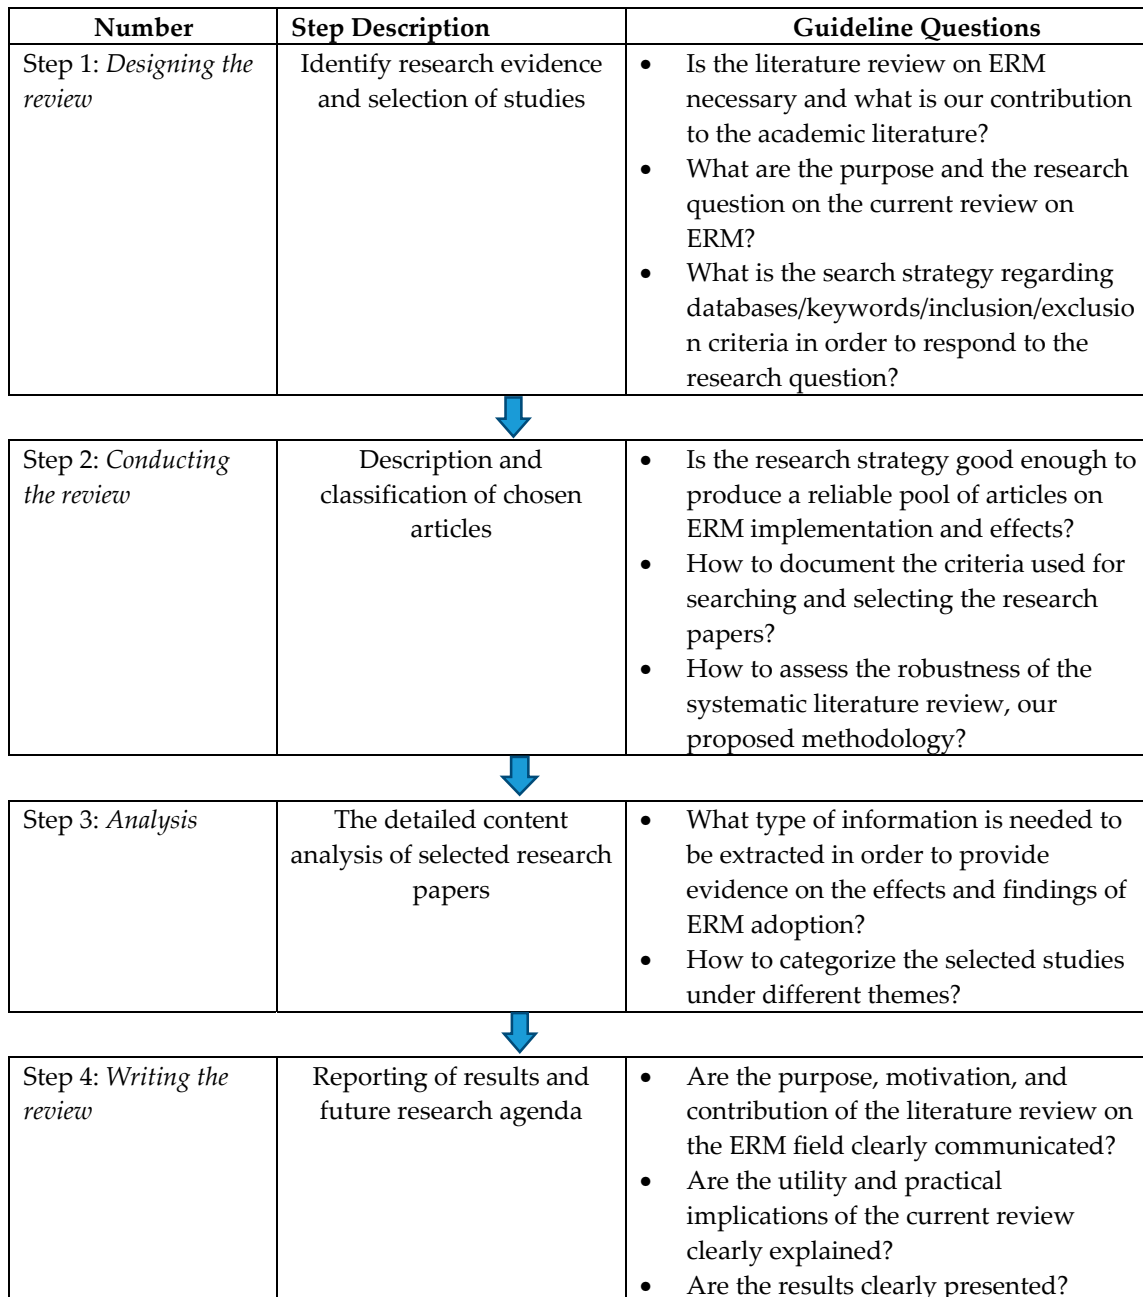 Number
Step Description
Guideline Questions
Step 1: Designing the
review
Identify research evidence
and selection of studies
• Is the literature review on ERM
necessary and what is our contribution
to the academic literature?
• What are the purpose and the research
question on the current review on
ERM?
• What is the search strategy regarding
databases/keywords/inclusion/exclusio
n criteria in order to respond to the
research question?
Step 2: Conducting
the review
Description and
classification of chosen
articles
• Is the research strategy good enough to
produce a reliable pool of articles on
ERM implementation and effects?
• How to document the criteria used for
searching and selecting the research
papers?
• How to assess the robustness of the
systematic literature review, our
proposed methodology?
Step 3: Analysis
The detailed content
analysis of selected research
papers
• What type of information is needed to
be extracted in order to provide
evidence on the effects and findings of
ERM adoption?
• How to categorize the selected studies
under different themes?
Step 4: Writing the
review
Reporting of results and
future research agenda
• Are the purpose, motivation, and
contribution of the literature review on
the ERM field clearly communicated?
• Are the utility and practical
implications of the current review
clearly explained?
• Are the results clearly presented?